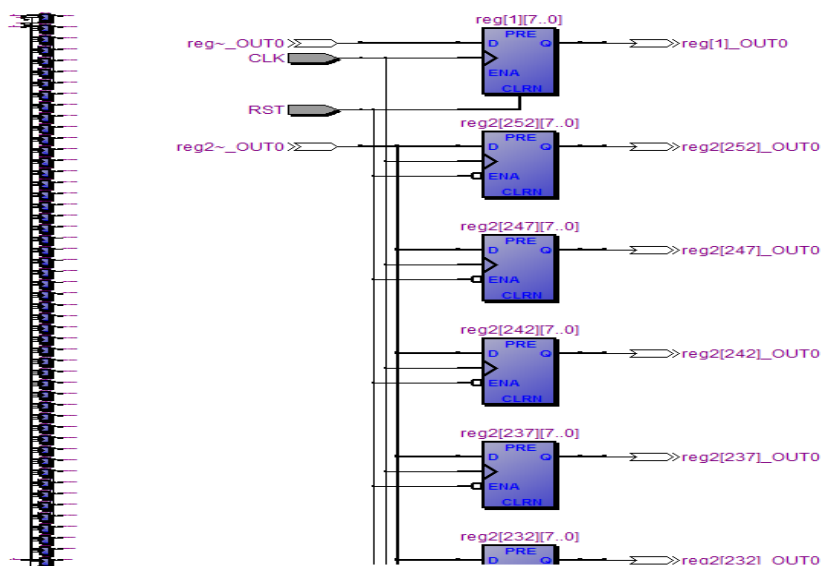 reg[1][7..0]
reg~_OUT0
CLK
D
PRE
Q
ENA
CLRN
reg[1]_OUT0
RST
reg2[252][7..0]
reg2~_OUT0
D
PRE
Q
ENA
CLRN
reg2[252]_OUT0
reg2[247][7..0]
D
PRE
Q
ENA
CLRN
reg2[247]_OUT0
reg2[242][7..0]
D
PRE
Q
ENA
CLRN
reg2[242]_OUT0
reg2[237][7..0]
D
PRE
Q
ENA
CLRN
reg2[237]_OUT0
reg2[232][7..0]
D
PRE
Q
reg2[232]_OUT0